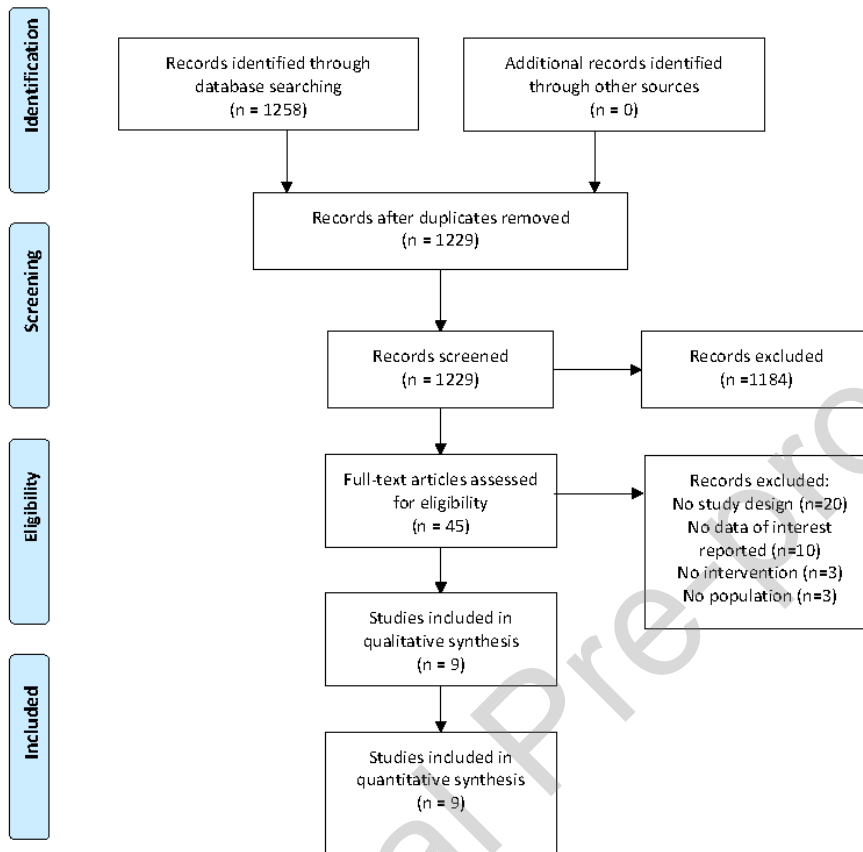 Identification
Records identified through
database searching
(n = 1258)
Additional records identified
through other sources
(n = 0)
Records after duplicates removed
(n = 1229)
Screening
Records screened
(n = 1229)
Records excluded
(n =1184)
Eligibility
Full-text articles assessed
for eligibility
(n = 45)
Records excluded:
No study design (n=20)
No data of interest
reported (n=10)
No intervention (n=3)
No population (n=3)
Studies included in
qualitative synthesis
(n = 9)
Included
Studies included in
quantitative synthesis
(n = 9)
al Pre-pro